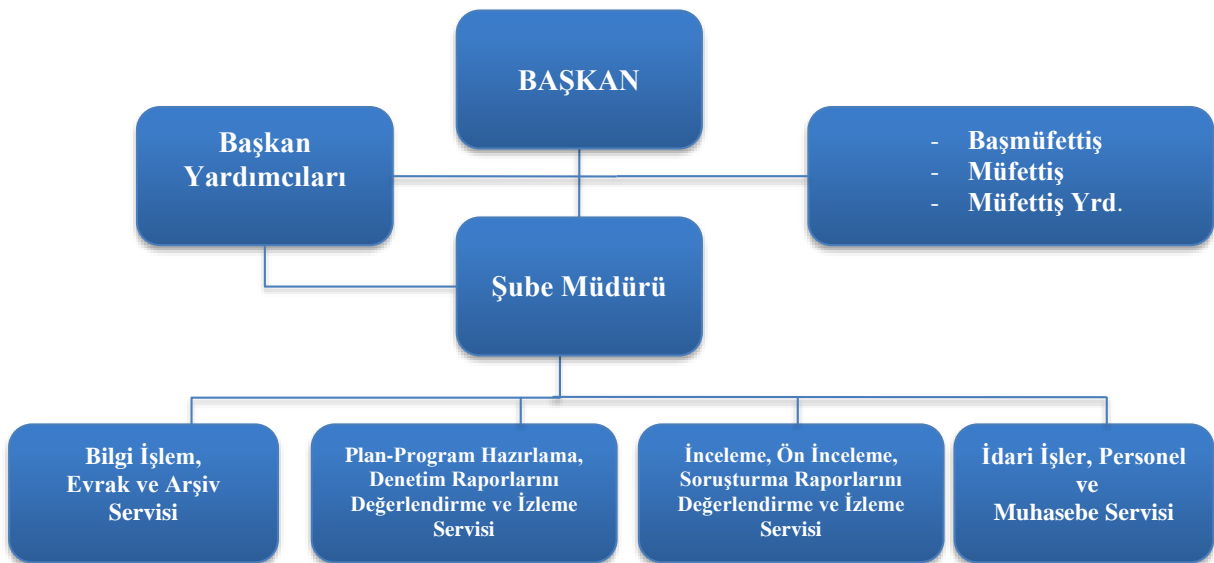 BAŞKAN
Başkan
Yardımcıları
- Başmüfettiş
- Müfettiş
- Müfettiş Yrd.
Şube Müdürü
Bilgi İşlem,
Evrak ve Arşiv
Servisi
Plan-Program Hazırlama,
Denetim Raporlarını
Değerlendirme ve İzleme
Servisi
İnceleme, Ön İnceleme,
Soruşturma Raporlarını
Değerlendirme ve İzleme
Servisi
İdari İşler, Personel
ve
Muhasebe Servisi